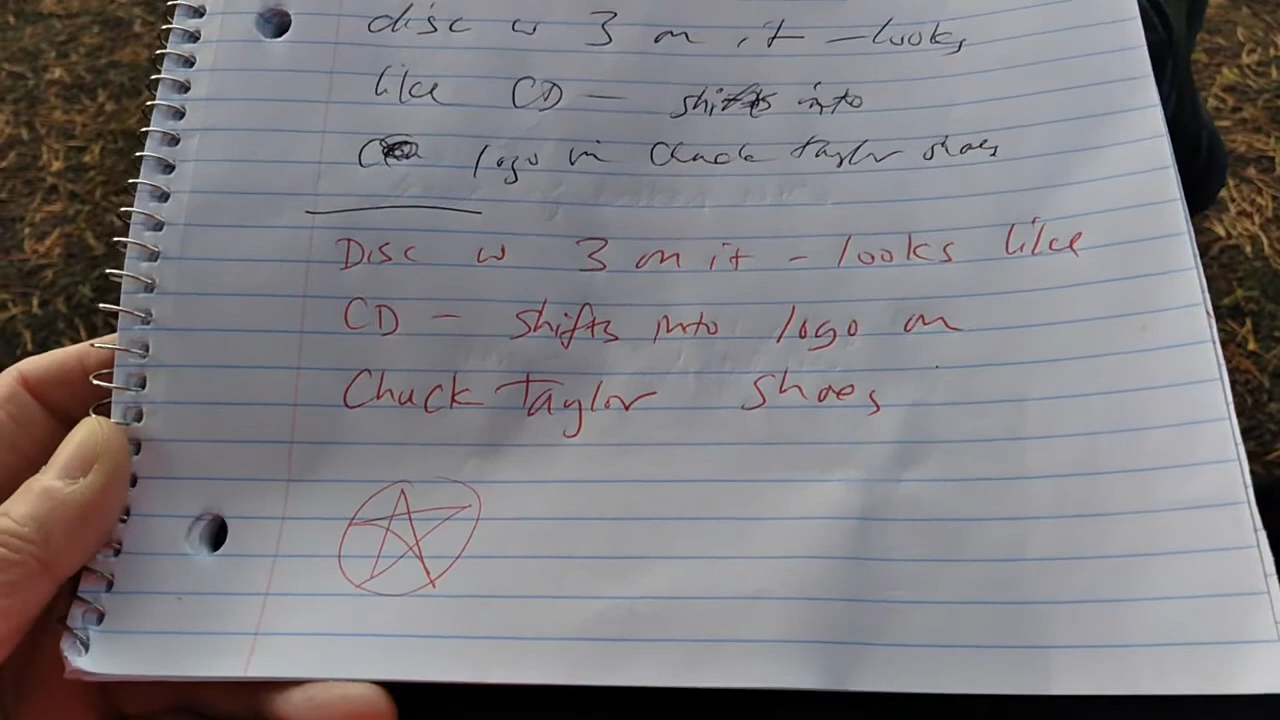 disc w 3 on it - looks
like CD - shifts into
logo in Chuck Taylor shoes
Disc w 3 on it - looks like
CD - shifts into logo on
Chuck Taylor shoes